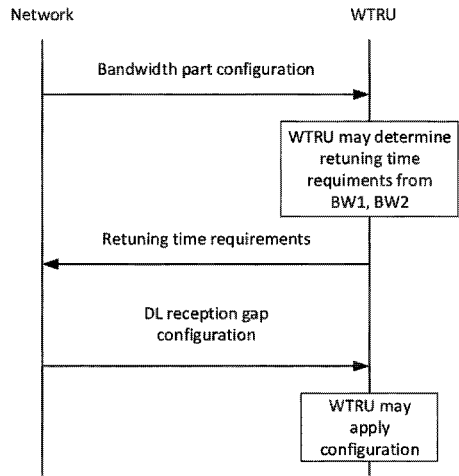 Network
WTRU
Bandwidth part configuration
WTRU may determine
retuning time
requiments from
BW1, BW2
Retuning time requirements
DL reception gap
configuration
WTRU may
apply
configuration